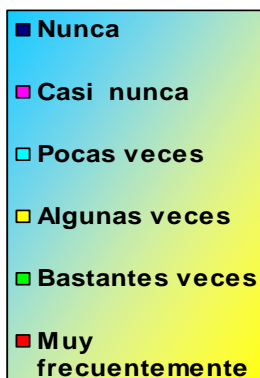 Nunca
Casi nunca
Pocas veces
Algunas veces
Bastantes veces
Muy
frecuentemente